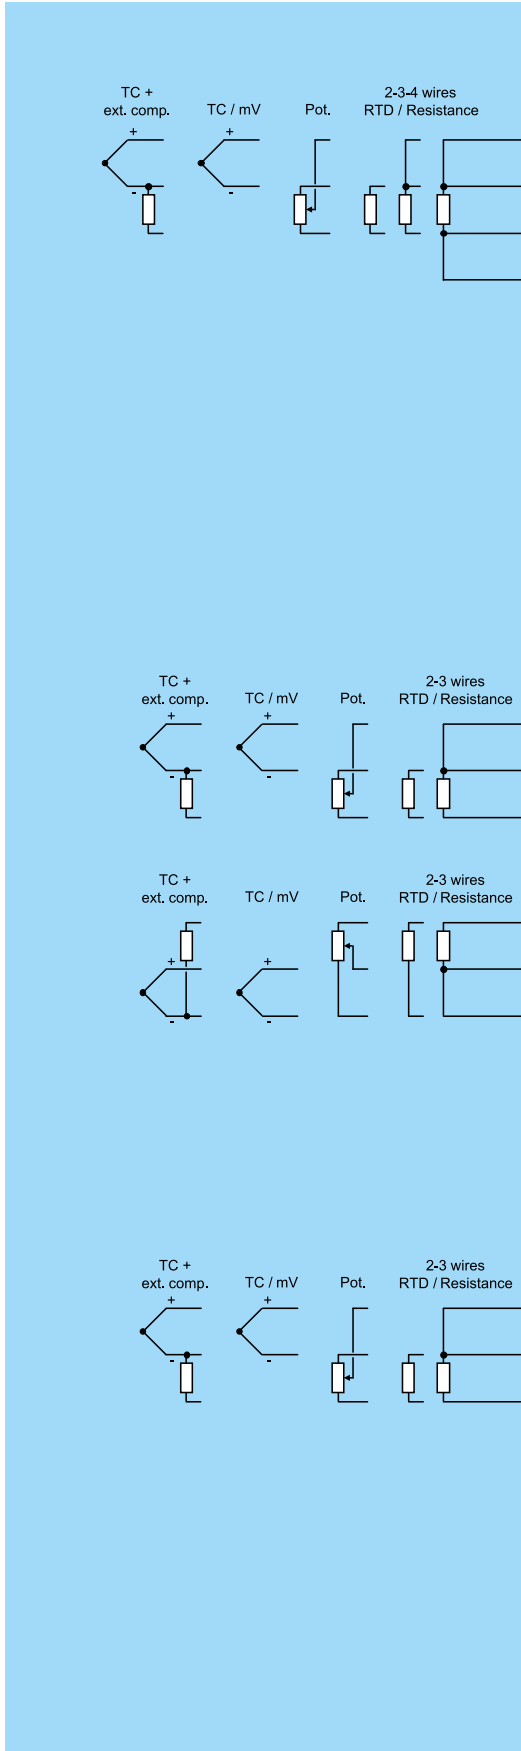 TC +
ext. comp.
TC / mV
Pot.
2-3-4 wires
RTD / Resistance
+
+
-
-
TC +
ext. comp.
TC / mV
Pot.
2-3 wires
RTD / Resistance
+
+
-
-
TC +
ext. comp.
TC / mV
Pot.
2-3 wires
RTD / Resistance
+
+
-
-
TC +
ext. comp.
TC / mV
Pot.
2-3 wires
RTD / Resistance
+
+
-
-